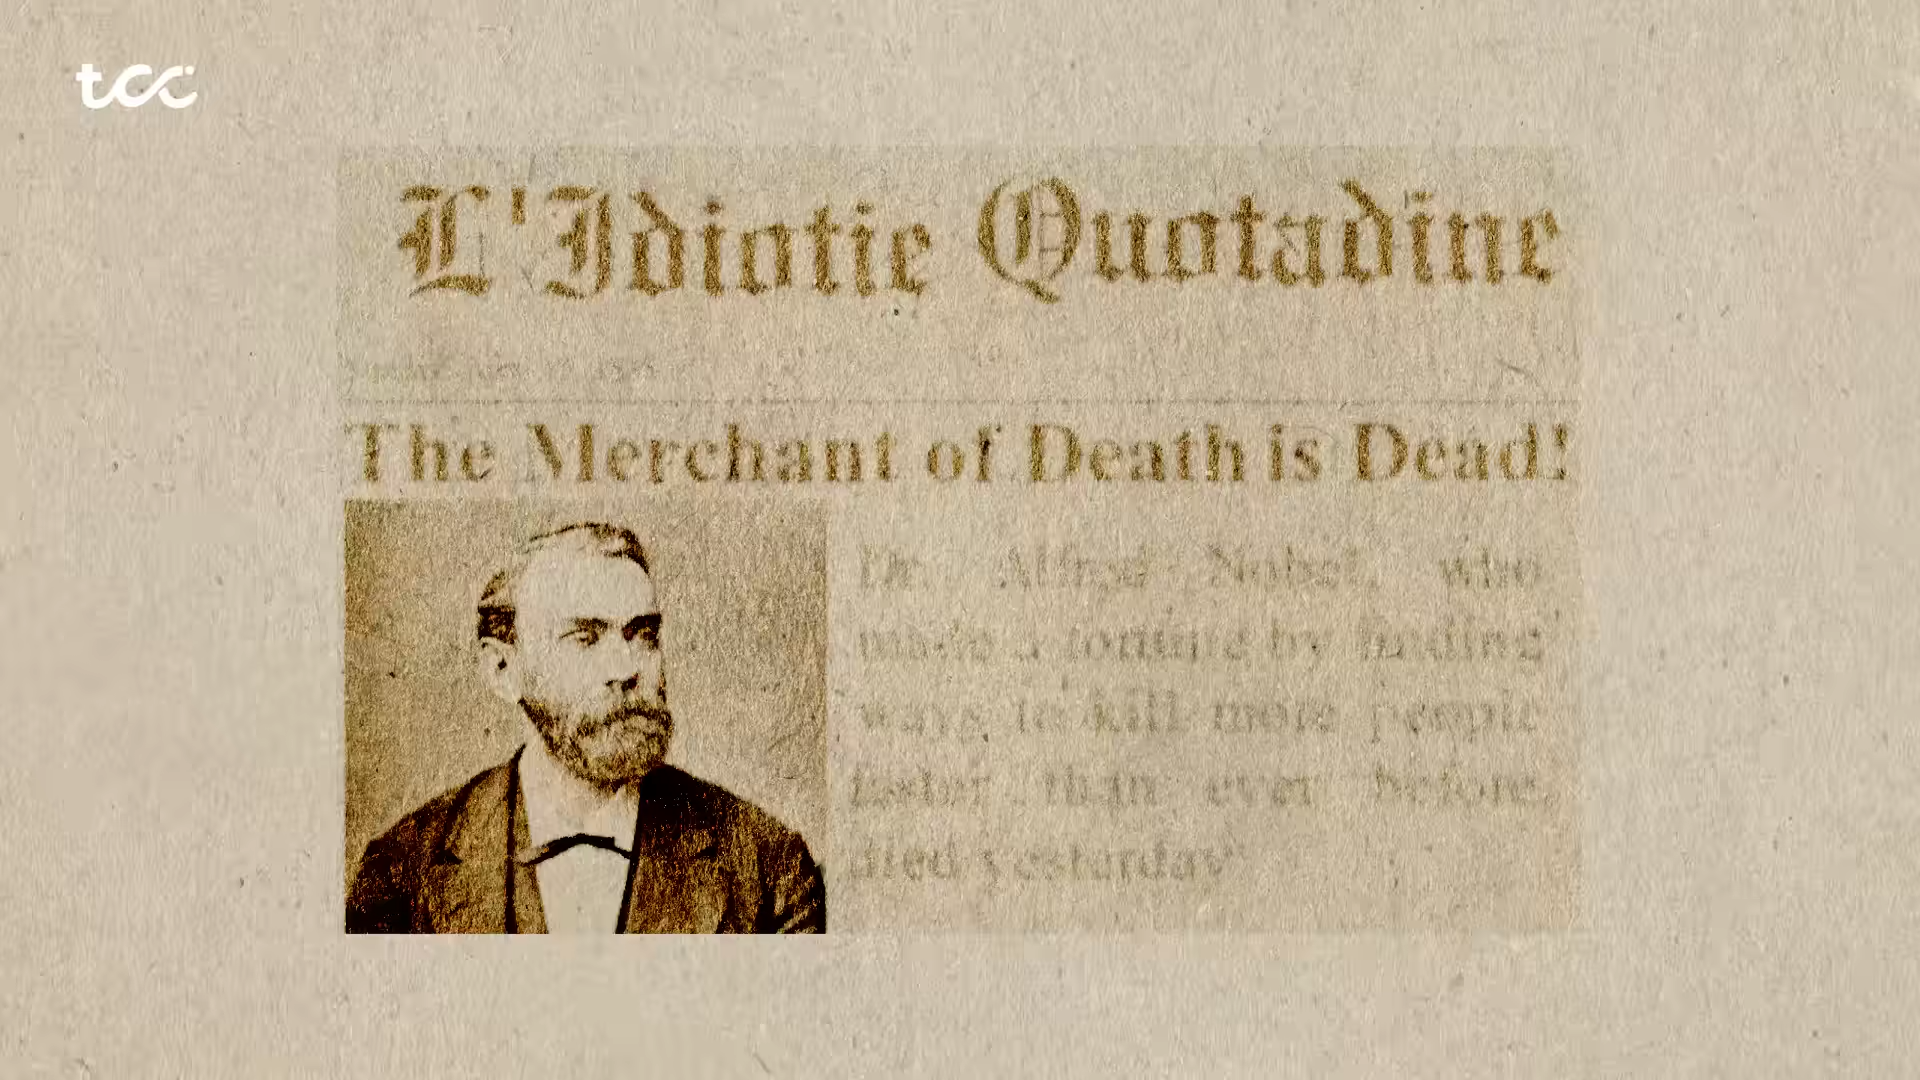 tcc
L'Idiotie Quotadine
The Merchant of Death is Dead!
Dr. Alfred Nobel, who
made a fortune by finding
ways to kill more people
faster than ever before,
died yesturday